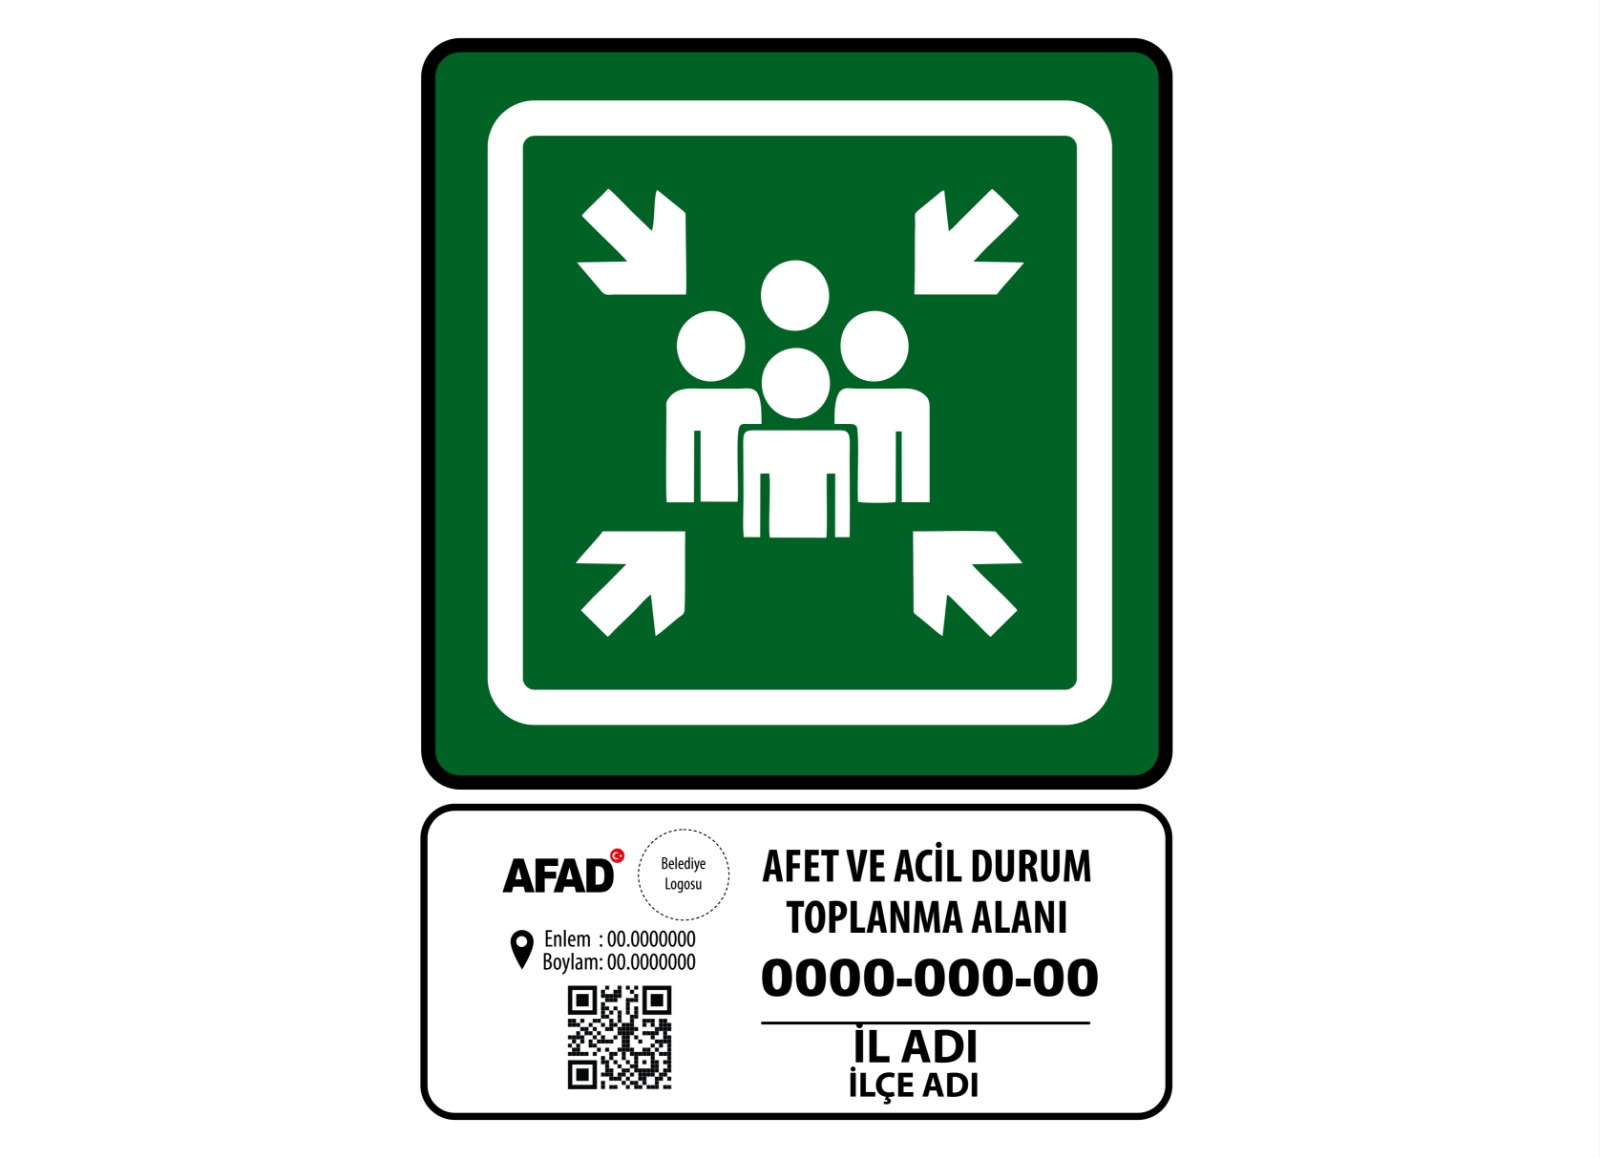 AFAD
Belediye
Logosu
Enlem : 00.0000000
Boylam: 00.0000000
AFET VE ACİL DURUM
TOPLANMA ALANI
0000-000-00
İL ADI
İLÇE ADI